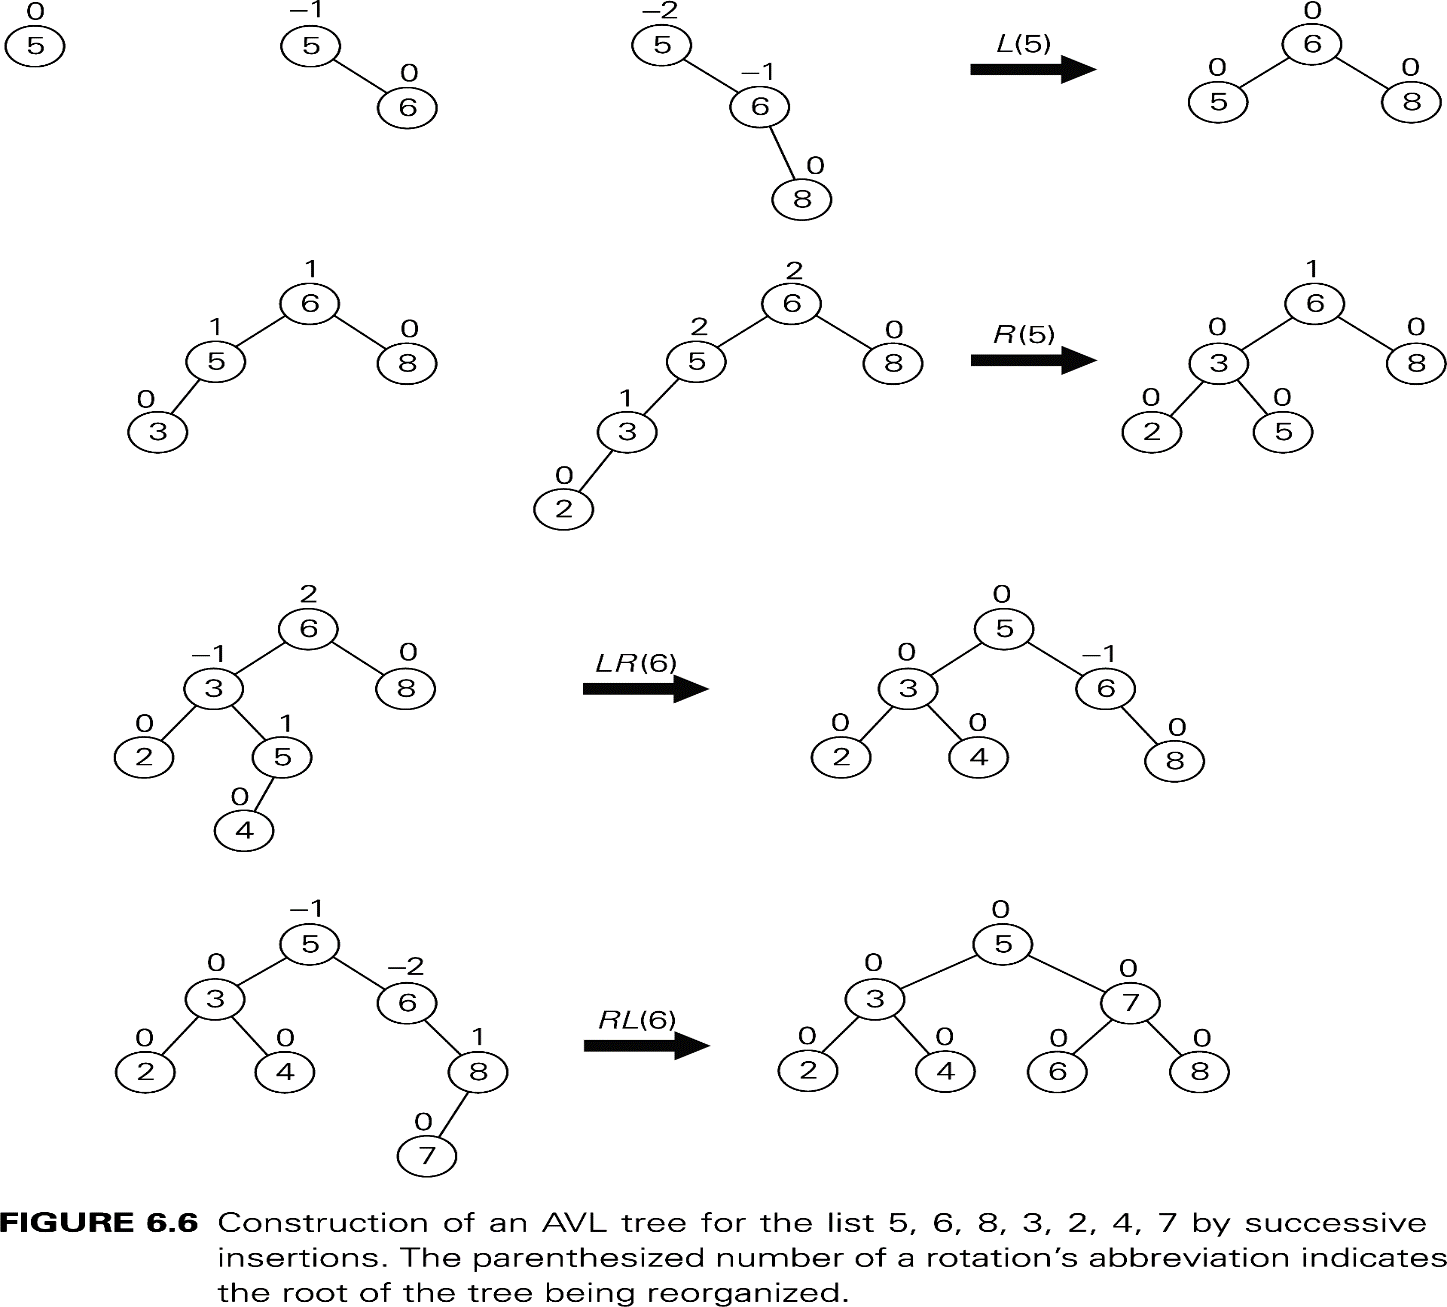 0 −1 −2 0
5 5 5 L(5) 6
0 −1 0 0
6 6 5 8
0
8
1 2 1
6 6 R(5) 6
1 0 2 0 0 0
5 8 5 8 3 8
0 1 0 0
3 3 2 5
0
2
2 0
6 5
−1 0 LR(6) 0 −1
3 8 3 6
0 1 0 0 0
2 5 2 4 8
0
4
−1 0
5 5
0 −2 0 0
3 6 RL(6) 3 7
0 0 1 0 0 0 0
2 4 8 2 4 6 8
0
7
FIGURE 6.6 Construction of an AVL tree for the list 5, 6, 8, 3, 2, 4, 7 by successive
insertions. The parenthesized number of a rotation's abbreviation indicates
the root of the tree being reorganized.